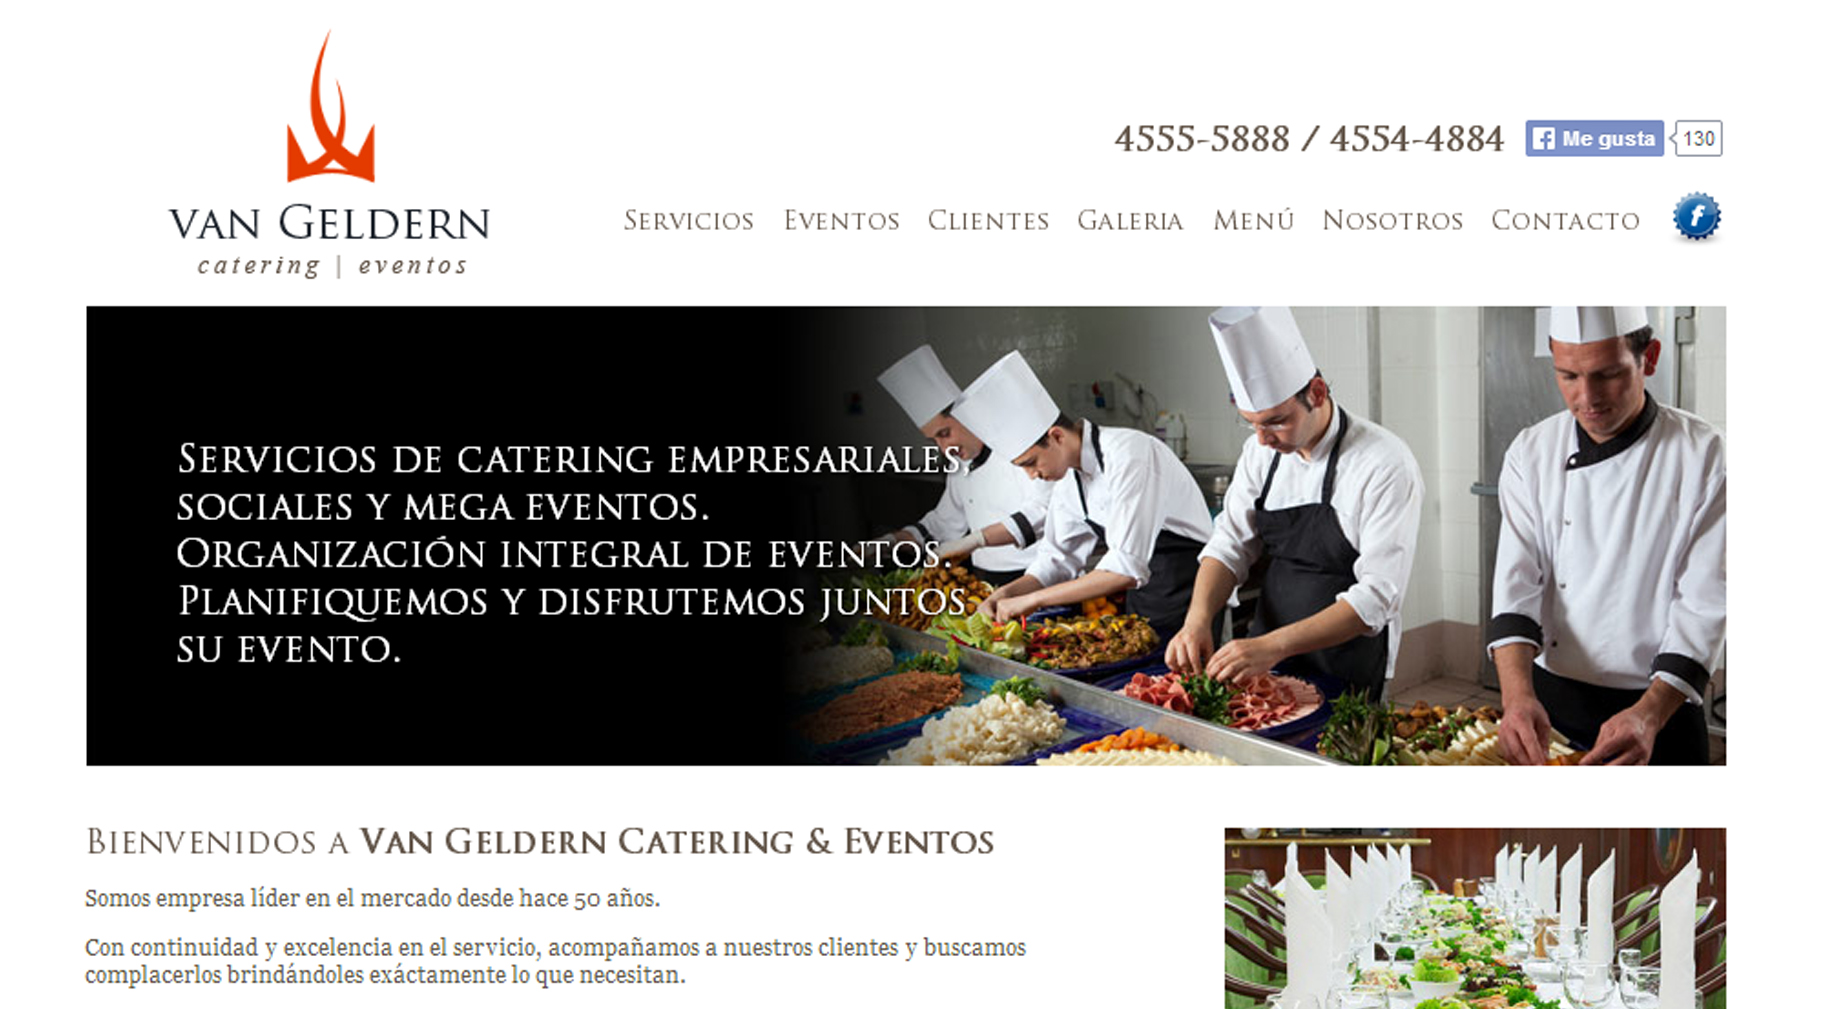 VAN GELDERN
catering | eventos
4555-5888 / 4554-4884
Me gusta
130
SERVICIOS
EVENTOS
CLIENTES
GALERIA
MENÚ
NOSOTROS
CONTACTO
f
SERVICIOS DE CATERING EMPRESARIALES,
SOCIALES Y MEGA EVENTOS.
ORGANIZACIÓN INTEGRAL DE EVENTOS.
PLANIFIQUEMOS Y DISFRUTEMOS JUNTOS
SU EVENTO.
BIENVENIDOS A VAN GELDERN CATERING & EVENTOS
Somos empresa líder en el mercado desde hace 50 años.
Con continuidad y excelencia en el servicio, acompañamos a nuestros clientes y buscamos
complacerlos brindándoles exáctamente lo que necesitan.